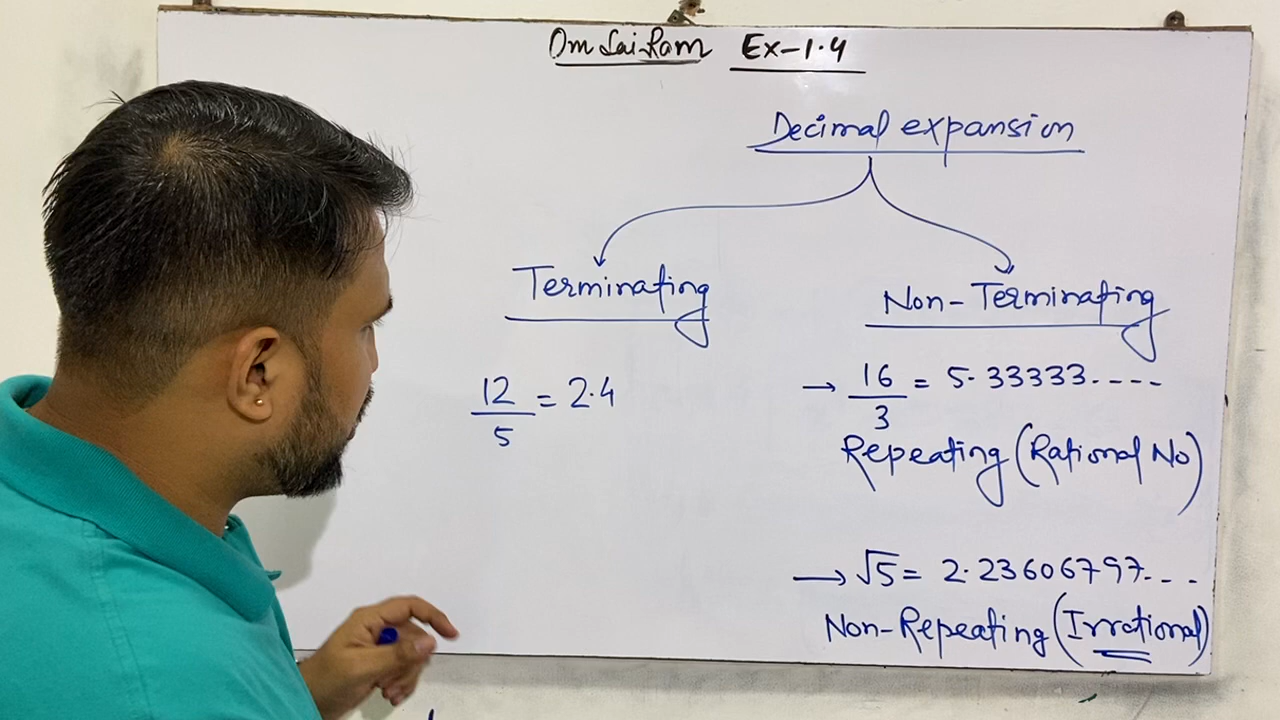 Om Sai Ram Ex-1.4
Decimal expansion
Terminating
Non-Terminating
12/5 = 2.4
→ 16/3 = 5.33333....
Repeating (Rational No)
→ √5 = 2.23606797...
Non-Repeating (Irrational)